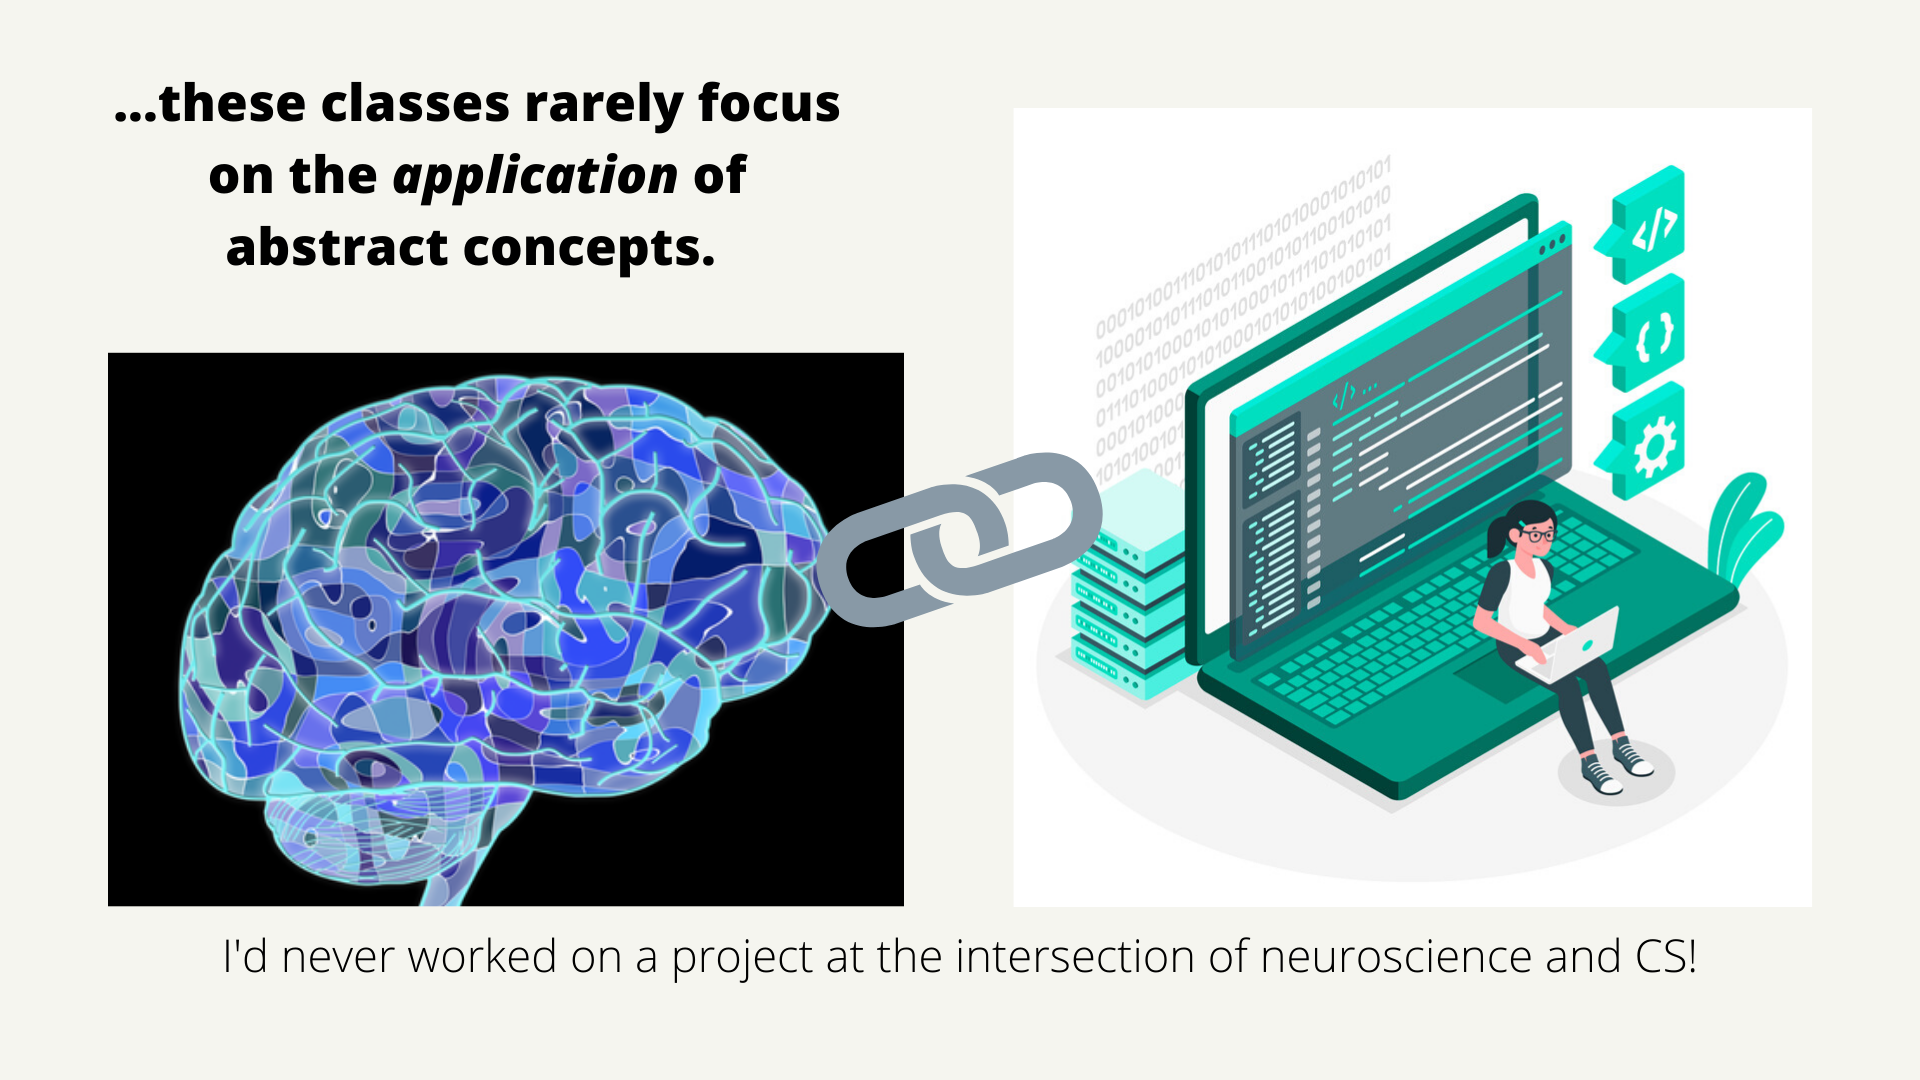 ...these classes rarely focus
on the application of
abstract concepts.
I'd never worked on a project at the intersection of neuroscience and CS!